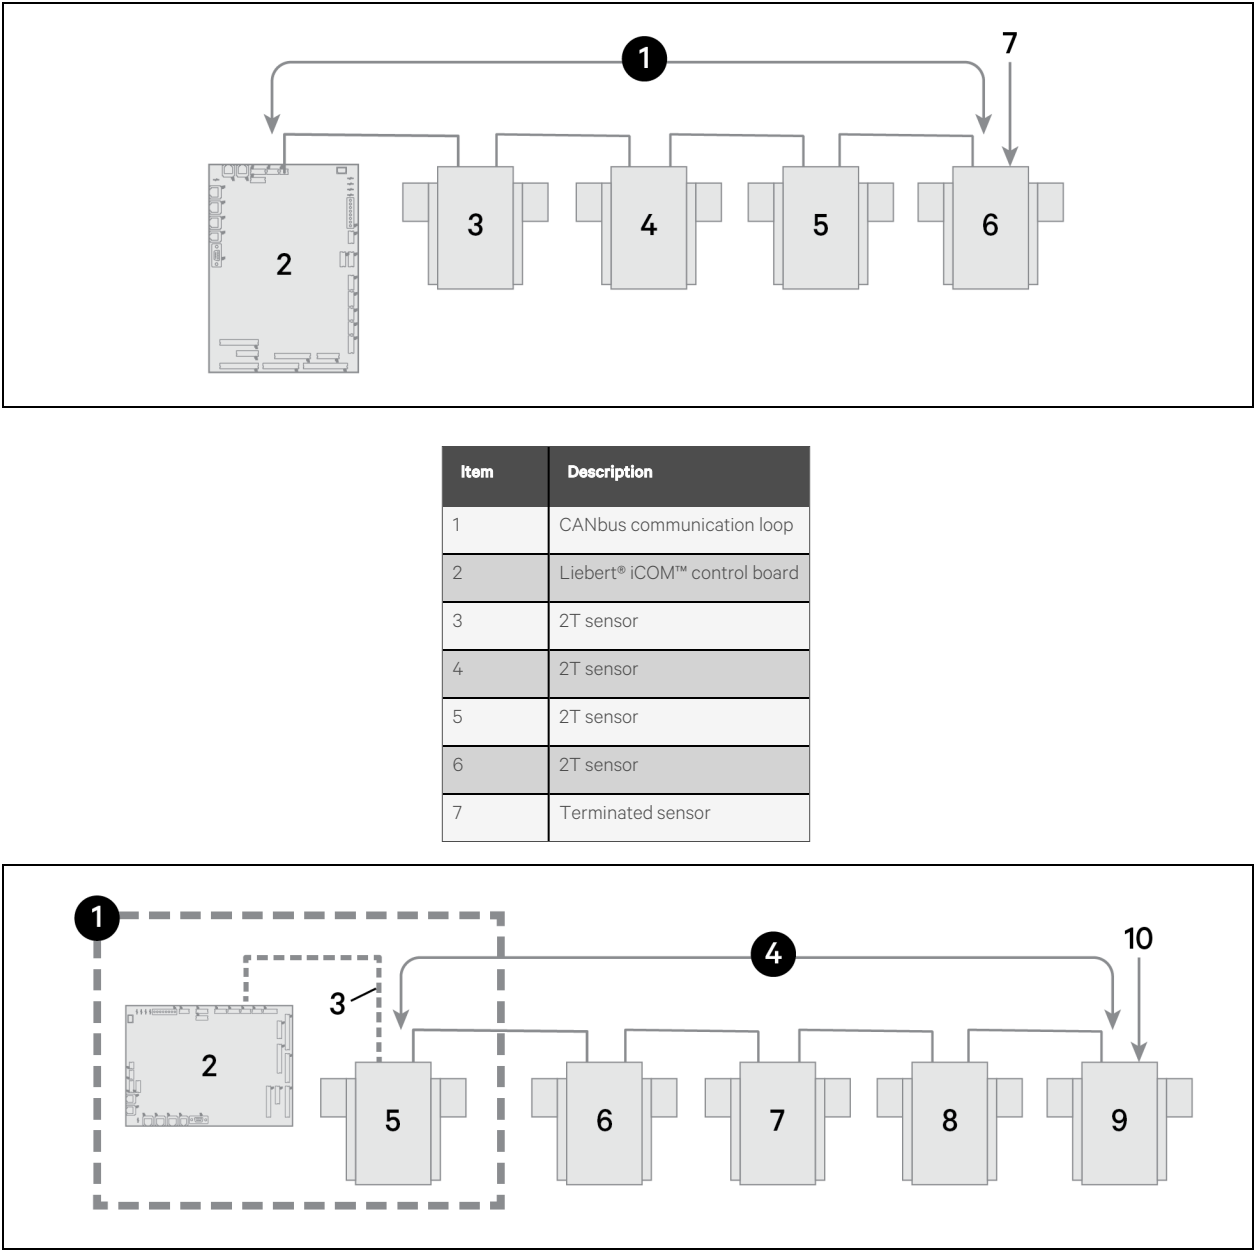 1
7
2
3
4
5
6
Item Description
1 CANbus communication loop
2 Liebert® iCOM™ control board
3 2T sensor
4 2T sensor
5 2T sensor
6 2T sensor
7 Terminated sensor
1
4
10
3
2
5
6
7
8
9